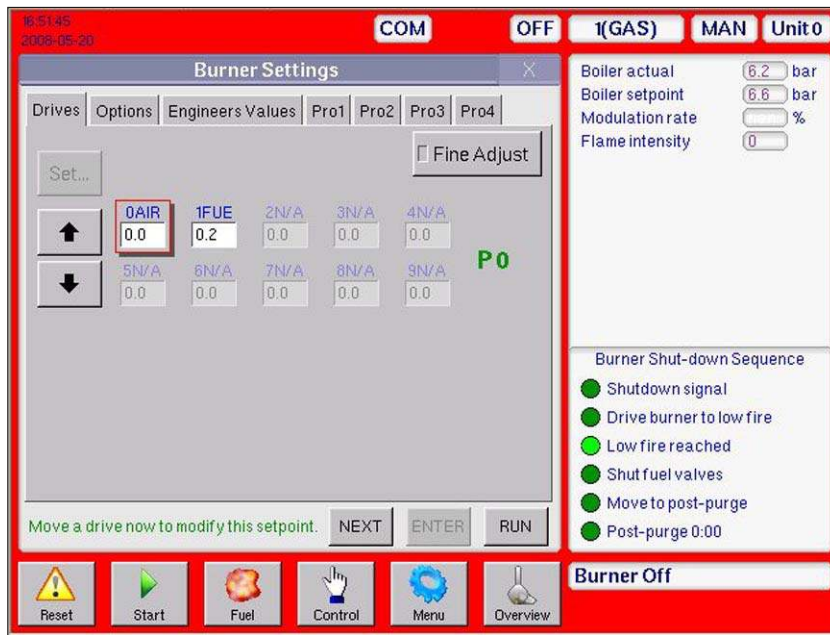 16:51:45
2008-05-20
COM
OFF
1(GAS)
MAN
Unit 0
Burner Settings
X
Drives
Options
Engineers Values
Pro1
Pro2
Pro3
Pro4
Fine Adjust
Set...
0AIR
1FUE
2N/A
3N/A
4N/A
0.0
0.2
0.0
0.0
0.0
P0
5N/A
6N/A
7N/A
8N/A
9N/A
0.0
0.0
0.0
0.0
0.0
Move a drive now to modify this setpoint.
NEXT
ENTER
RUN
Boiler actual 6.2 bar
Boiler setpoint 6.6 bar
Modulation rate %
Flame intensity 0
Burner Shut-down Sequence
Shutdown signal
Drive burner to low fire
Low fire reached
Shut fuel valves
Move to post-purge
Post-purge 0:00
Burner Off
Reset
Start
Fuel
Control
Menu
Overview